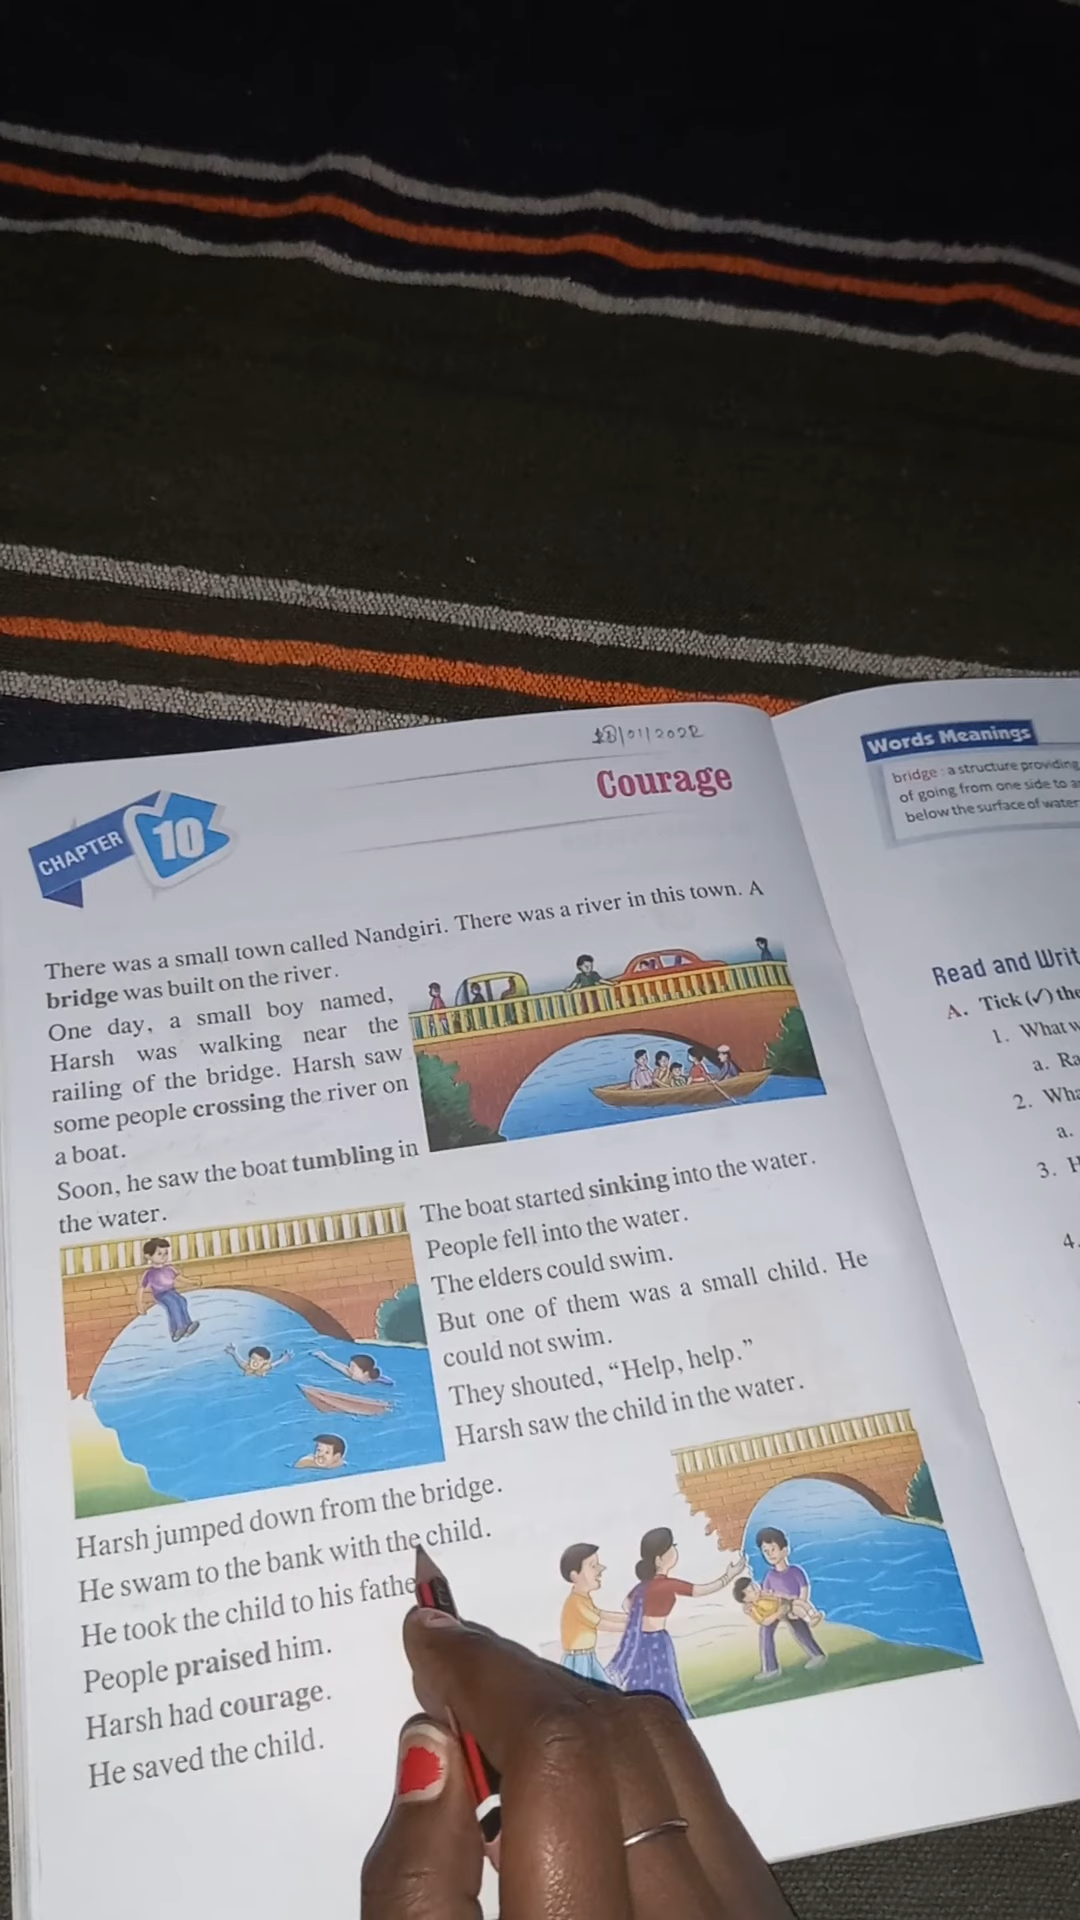 28/01/2022
Courage
CHAPTER 10
There was a small town called Nandgiri. There was a river in this town. A
bridge was built on the river.
One day, a small boy named,
Harsh was walking near the
railing of the bridge. Harsh saw
some people crossing the river on
a boat.
Soon, he saw the boat tumbling in
the water.
The boat started sinking into the water.
People fell into the water.
The elders could swim.
But one of them was a small child. He
could not swim.
They shouted, “Help, help.”
Harsh saw the child in the water.
Harsh jumped down from the bridge.
He swam to the bank with the child.
He took the child to his
People praised him.
Harsh had courage.
He saved the child.
Words Meanings
bridge : a structure providing
of going from one side to
below the surface of water
Read and
A. Tick (✓) the
1. What
a.
2.
a.
3.
4.